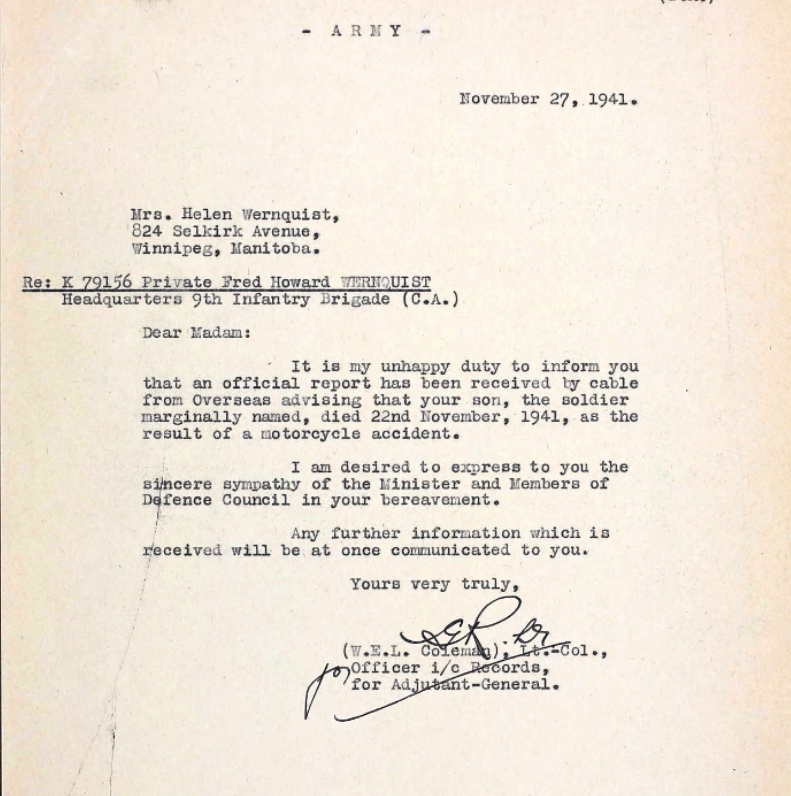 - A R M Y -
November 27, 1941.
Mrs. Helen Wernquist,
824 Selkirk Avenue,
Winnipeg, Manitoba.
Re: K 79156 Private Fred Howard WERNQUIST
Headquarters 9th Infantry Brigade (C.A.)
Dear Madam:
It is my unhappy duty to inform you
that an official report has been received by cable
from Overseas advising that your son, the soldier
marginally named, died 22nd November, 1941, as the
result of a motorcycle accident.
I am desired to express to you the
sincere sympathy of the Minister and Members of
Defence Council in your bereavement.
Any further information which is
received will be at once communicated to you.
Yours very truly,
(W.E.L. Coleman), Lt.-Col.,
for Officer i/c Records,
for Adjutant-General.